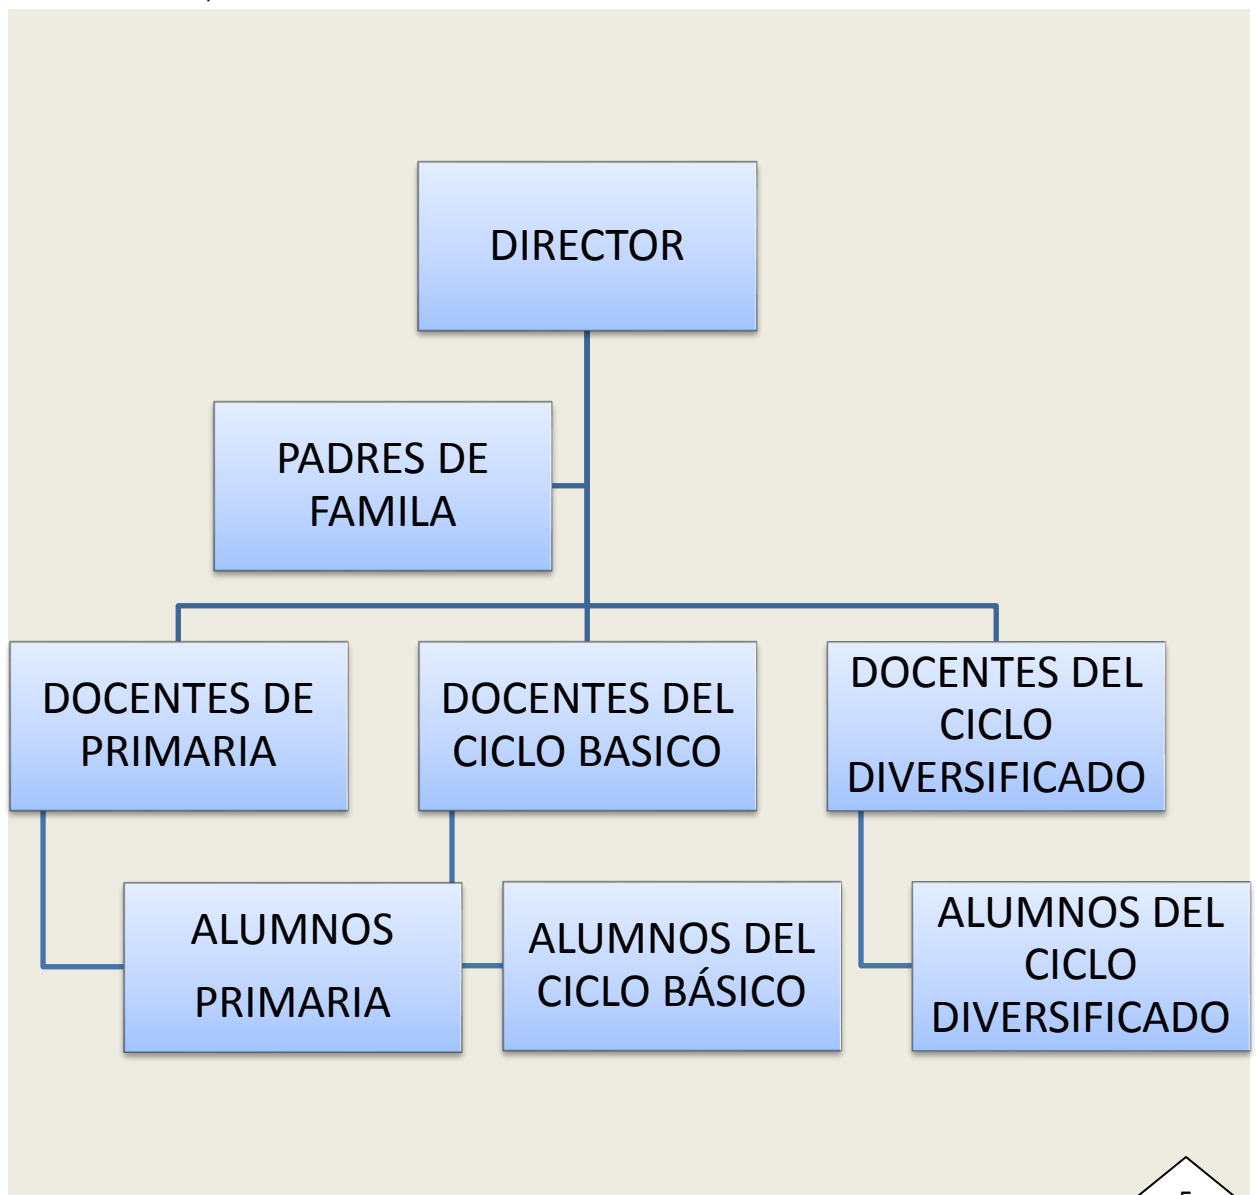 DIRECTOR
PADRES DE
FAMILA
DOCENTES DE
PRIMARIA
DOCENTES DEL
CICLO BASICO
DOCENTES DEL
CICLO
DIVERSIFICADO
ALUMNOS
PRIMARIA
ALUMNOS DEL
CICLO BÁSICO
ALUMNOS DEL
CICLO
DIVERSIFICADO